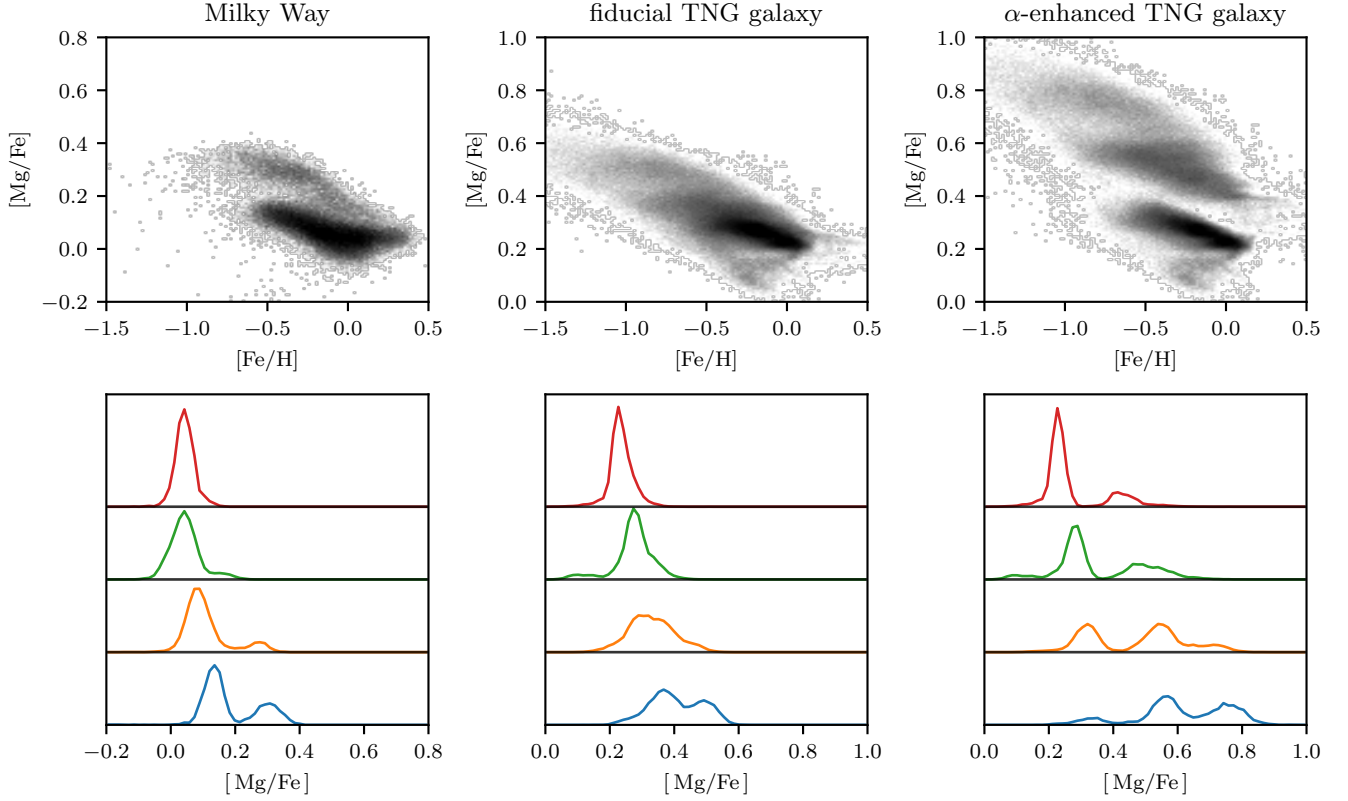 Milky Way
fiducial TNG galaxy
α-enhanced TNG galaxy
0.8
0.6
0.4
0.2
0.0
−0.2
[Mg/Fe]
−1.5 −1.0 −0.5 0.0 0.5
[Fe/H]
1.0
0.8
0.6
0.4
0.2
0.0
[Mg/Fe]
−1.5 −1.0 −0.5 0.0 0.5
[Fe/H]
1.0
0.8
0.6
0.4
0.2
0.0
[Mg/Fe]
−1.5 −1.0 −0.5 0.0 0.5
[Fe/H]
−0.2 0.0 0.2 0.4 0.6 0.8
[Mg/Fe]
0.0 0.2 0.4 0.6 0.8 1.0
[Mg/Fe]
0.0 0.2 0.4 0.6 0.8 1.0
[Mg/Fe]